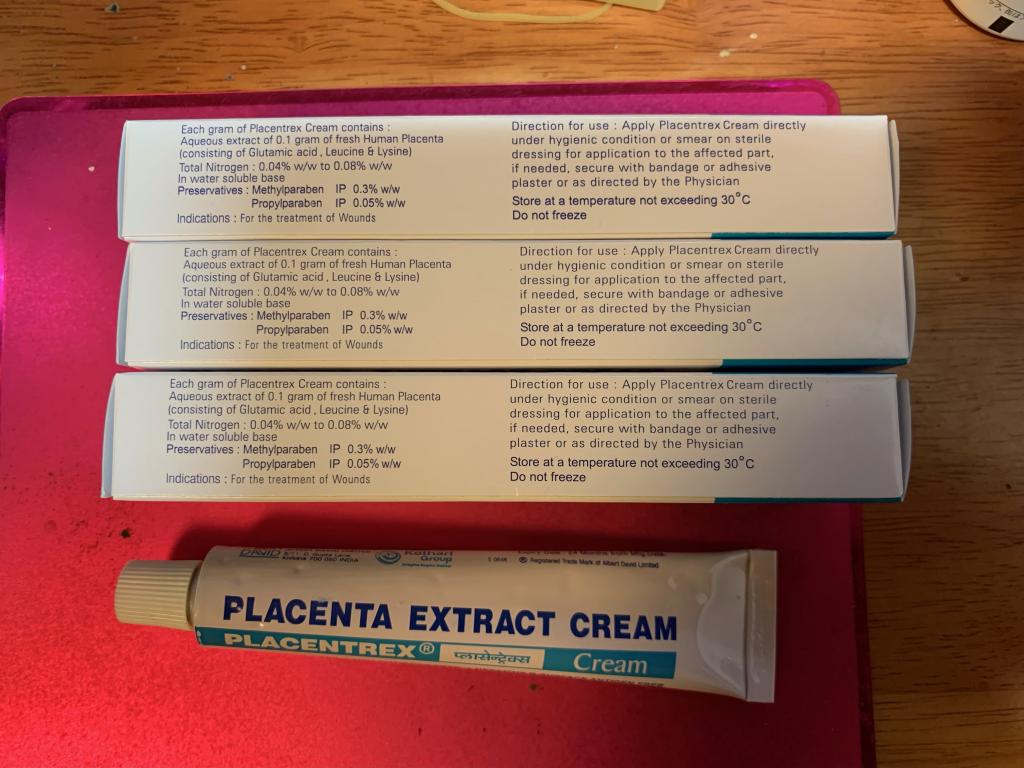 Each gram of Placentrex Cream contains :
Aqueous extract of 0.1 gram of fresh Human Placenta
(consisting of Glutamic acid , Leucine & Lysine)
Total Nitrogen : 0.04% w/w to 0.08% w/w
In water soluble base
Preservatives : Methylparaben IP 0.3% w/w
Propylparaben IP 0.05% w/w
Indications : For the treatment of Wounds
Direction for use : Apply Placentrex Cream directly
under hygienic condition or smear on sterile
dressing for application to the affected part,
if needed, secure with bandage or adhesive
plaster or as directed by the Physician
Store at a temperature not exceeding 30°C
Do not freeze
Each gram of Placentrex Cream contains :
Aqueous extract of 0.1 gram of fresh Human Placenta
(consisting of Glutamic acid , Leucine & Lysine)
Total Nitrogen : 0.04% w/w to 0.08% w/w
In water soluble base
Preservatives : Methylparaben IP 0.3% w/w
Propylparaben IP 0.05% w/w
Indications : For the treatment of Wounds
Direction for use : Apply Placentrex Cream directly
under hygienic condition or smear on sterile
dressing for application to the affected part,
if needed, secure with bandage or adhesive
plaster or as directed by the Physician
Store at a temperature not exceeding 30°C
Do not freeze
Each gram of Placentrex Cream contains :
Aqueous extract of 0.1 gram of fresh Human Placenta
(consisting of Glutamic acid , Leucine & Lysine)
Total Nitrogen : 0.04% w/w to 0.08% w/w
In water soluble base
Preservatives : Methylparaben IP 0.3% w/w
Propylparaben IP 0.05% w/w
Indications : For the treatment of Wounds
Direction for use : Apply Placentrex Cream directly
under hygienic condition or smear on sterile
dressing for application to the affected part,
if needed, secure with bandage or adhesive
plaster or as directed by the Physician
Store at a temperature not exceeding 30°C
Do not freeze
DAVID
Kolkata 700 050 INDIA
Kothari
Group
® Registered Trade Mark of Albert David Limited
PLACENTA EXTRACT CREAM
PLACENTREX® प्लासेन्ट्रेक्स Cream